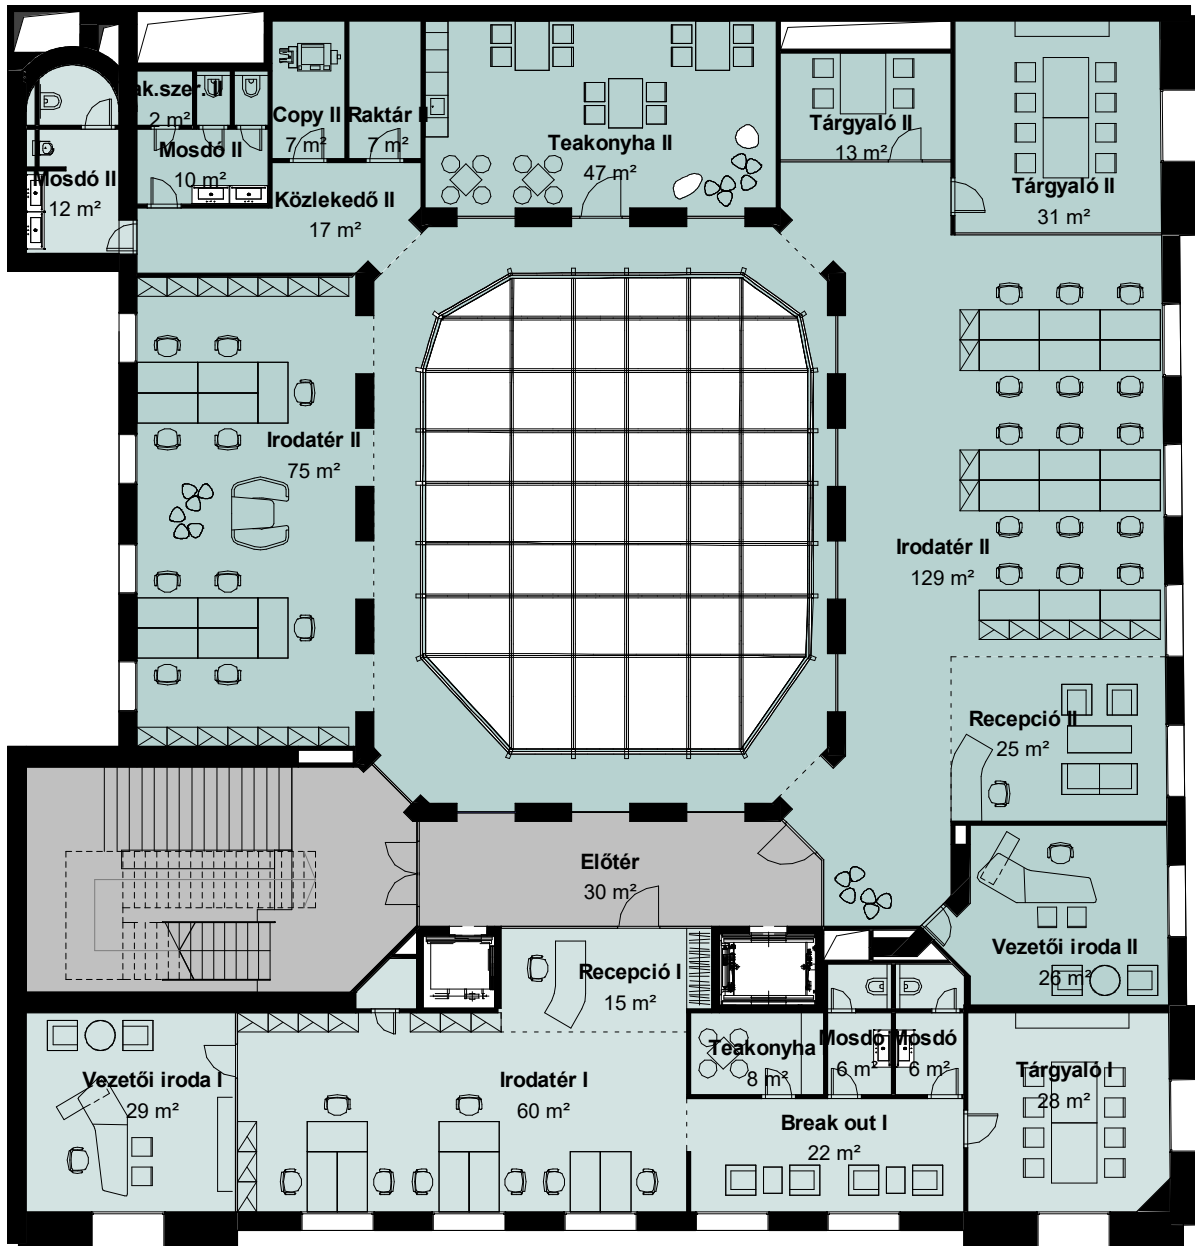 ak.szer. II
2 m²
Copy II
7 m²
Raktár II
7 m²
Teakonyha II
47 m²
Tárgyaló II
13 m²
Tárgyaló II
31 m²
Mosdó II
10 m²
Mosdó II
12 m²
Közlekedő II
17 m²
Irodatér II
75 m²
Irodatér II
129 m²
Recepció II
25 m²
Előtér
30 m²
Vezetői iroda II
26 m²
Recepció I
15 m²
Teakonyha
8 m²
Mosdó
6 m²
Mosdó
6 m²
Tárgyaló I
28 m²
Vezetői iroda I
29 m²
Irodatér I
60 m²
Break out I
22 m²